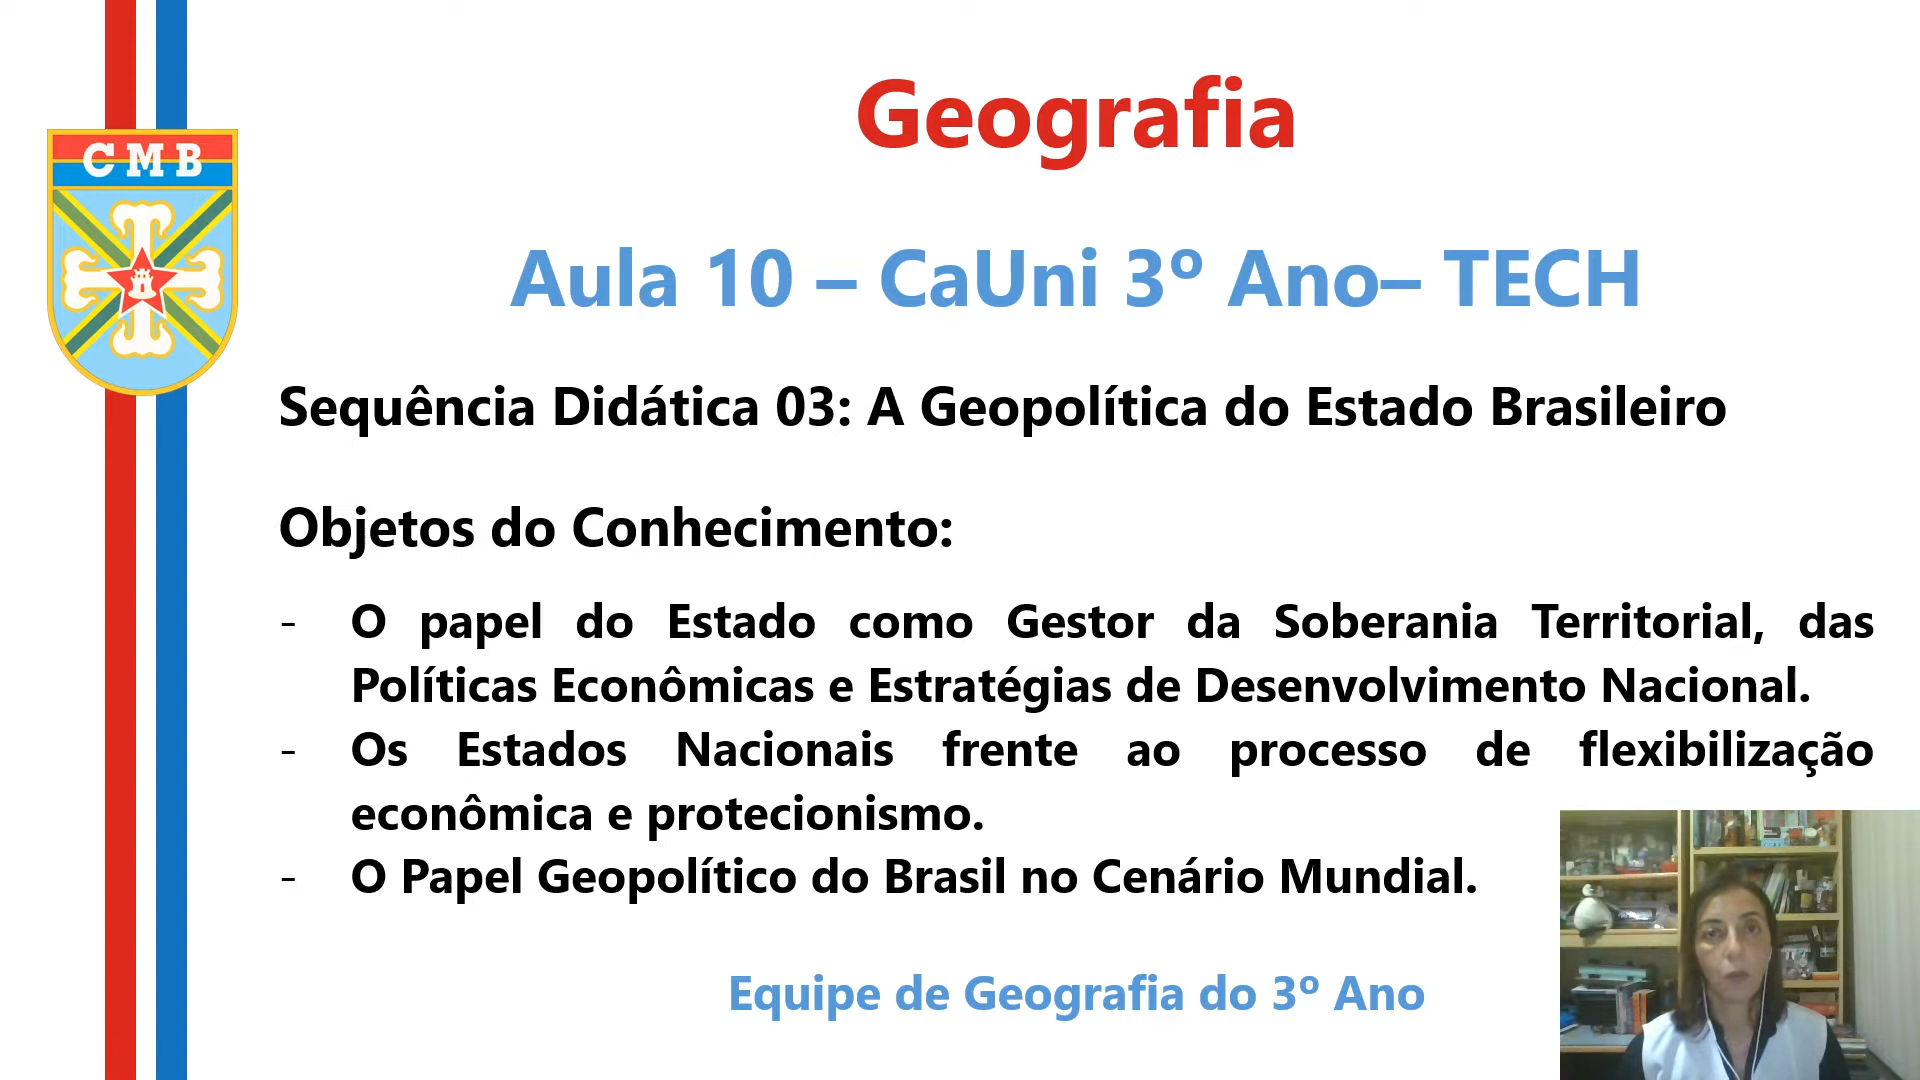 Geografia
CMB
Aula 10 – CaUni 3º Ano– TECH
Sequência Didática 03: A Geopolítica do Estado Brasileiro
Objetos do Conhecimento:
- O papel do Estado como Gestor da Soberania Territorial, das
Políticas Econômicas e Estratégias de Desenvolvimento Nacional.
- Os Estados Nacionais frente ao processo de flexibilização
econômica e protecionismo.
- O Papel Geopolítico do Brasil no Cenário Mundial.
Equipe de Geografia do 3º Ano